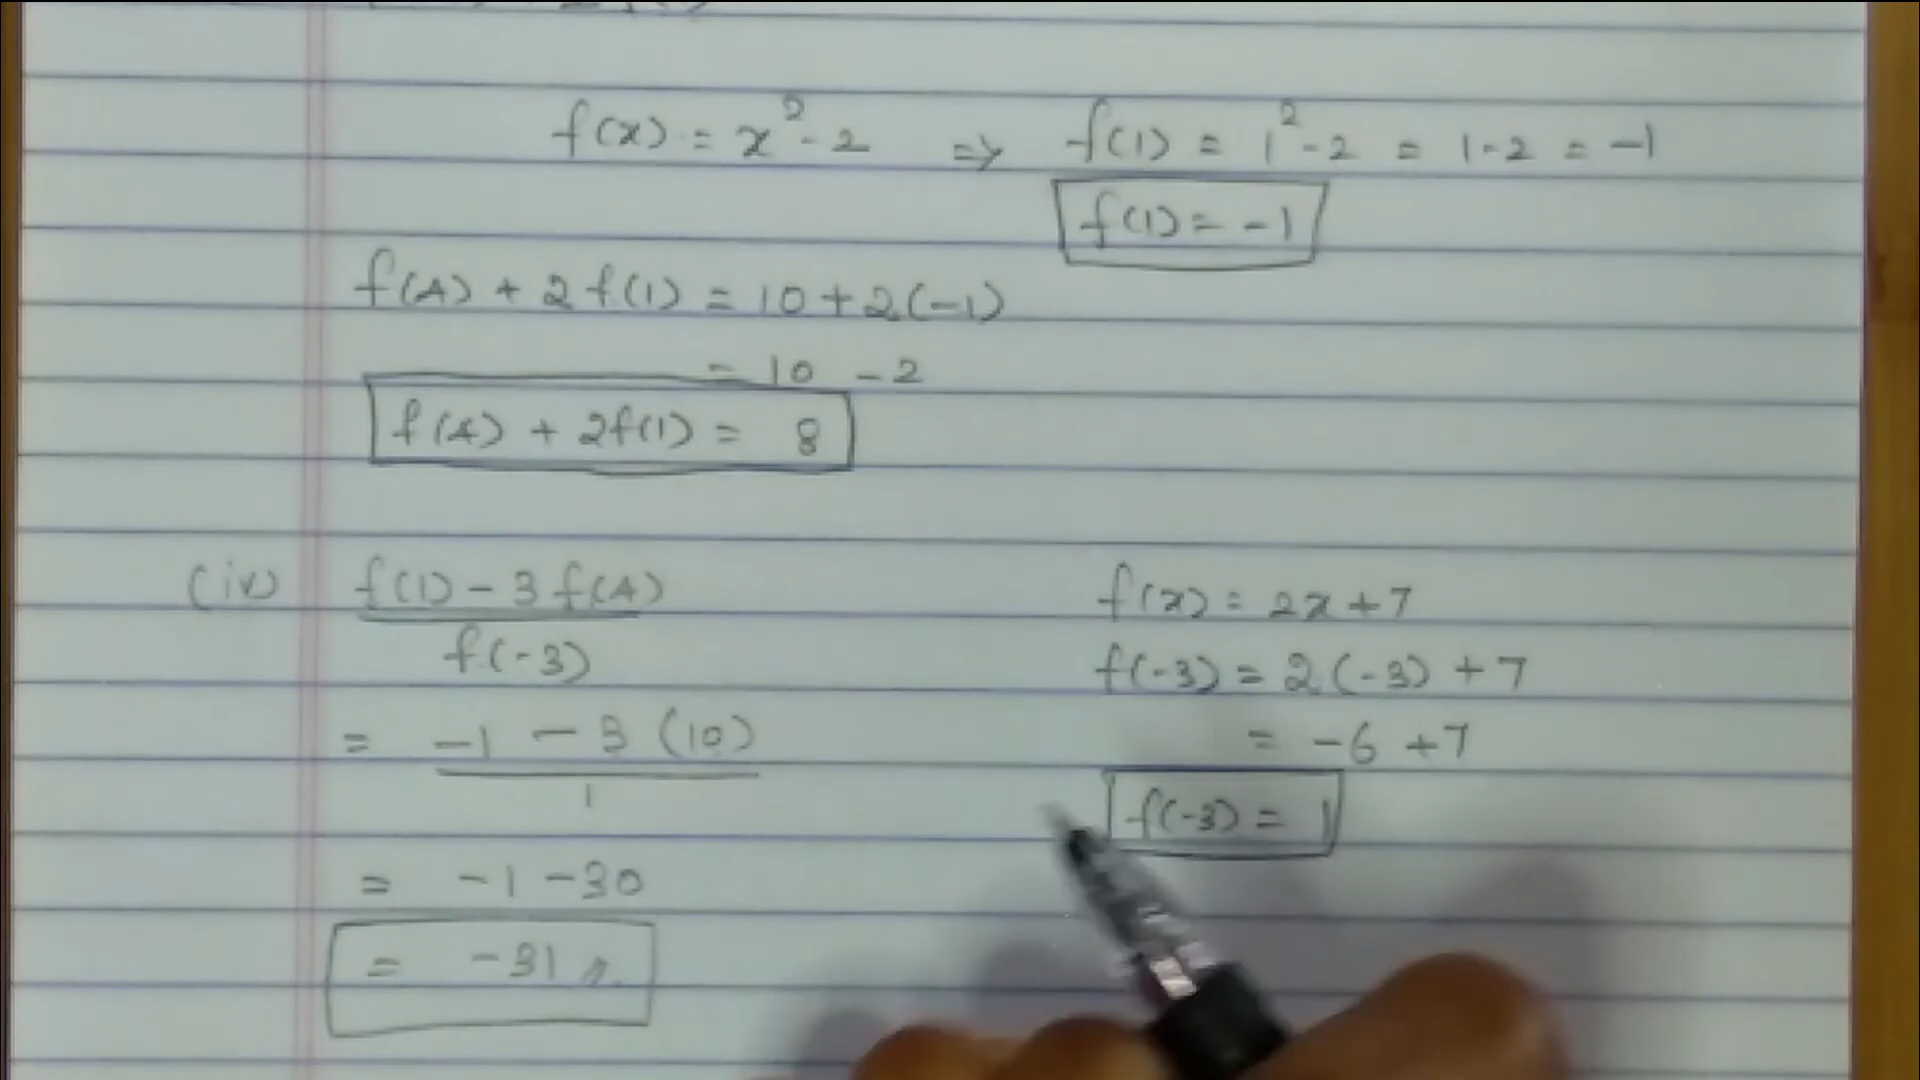 f(x) = x² - 2 => f(1) = 1² - 2 = 1 - 2 = -1
f(1) = -1
f(4) + 2 f(1) = 10 + 2(-1)
= 10 - 2
f(4) + 2f(1) = 8
(iv) f(1) - 3 f(4)
f(-3)
= -1 - 3 (10)
1
= -1 - 30
= -31
f(x) = 2x + 7
f(-3) = 2(-3) + 7
= -6 + 7
f(-3) = 1